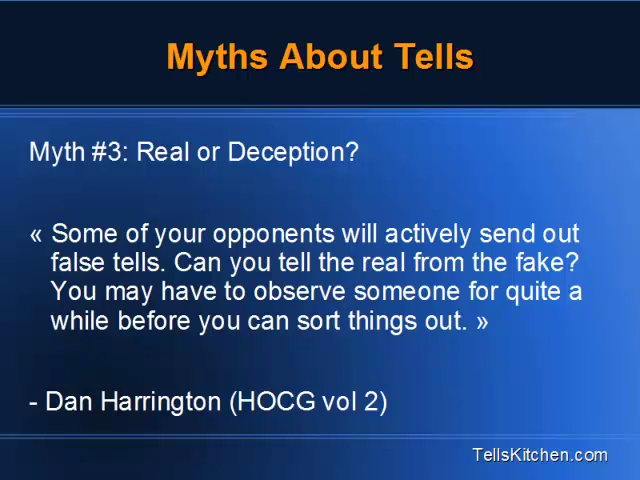 Myths About Tells
Myth #3: Real or Deception?
« Some of your opponents will actively send out
false tells. Can you tell the real from the fake?
You may have to observe someone for quite a
while before you can sort things out. »
- Dan Harrington (HOCG vol 2)
TellsKitchen.com